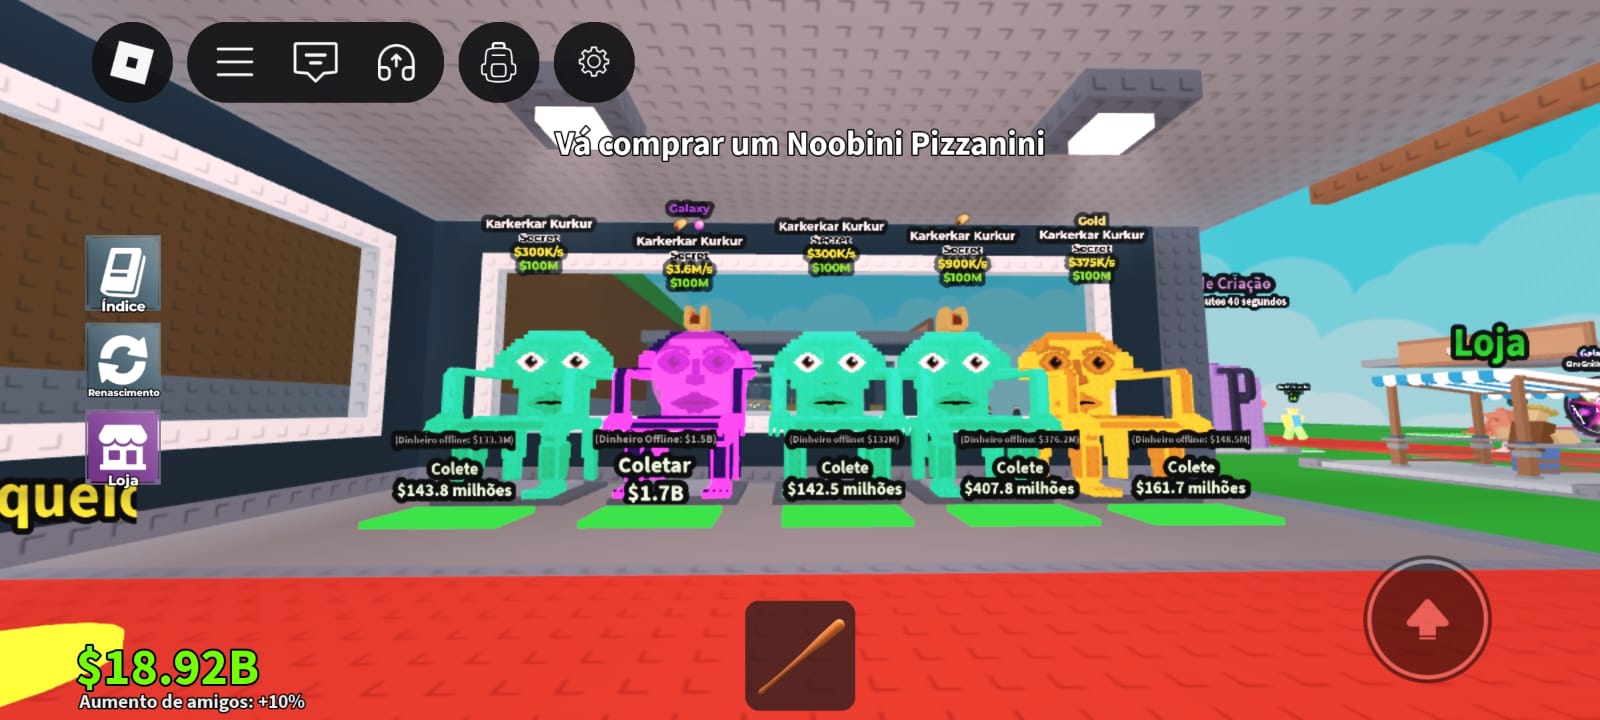 Vá comprar um Noobini Pizzanini
Karkerkar Kurkur
Secret
$300K/s
$100M
Galaxy
Karkerkar Kurkur
Secret
$3.6M/s
$100M
Karkerkar Kurkur
Secret
$300K/s
$100M
Karkerkar Kurkur
Secret
$900K/s
$100M
Gold
Karkerkar Kurkur
Secret
$375K/s
$100M
Índice
Renascimento
Loja
queio
e Criação
utos 40 segundos
Loja
P
(Dinheiro offline: $133.3M)
Colete
$143.8 milhões
(Dinheiro Offline: $1.5B)
Coletar
$1.7B
(Dinheiro offline: $132M)
Colete
$142.5 milhões
(Dinheiro offline: $376.2M)
Colete
$407.8 milhões
(Dinheiro offline: $148.5M)
Colete
$161.7 milhões
$18.92B
Aumento de amigos: +10%